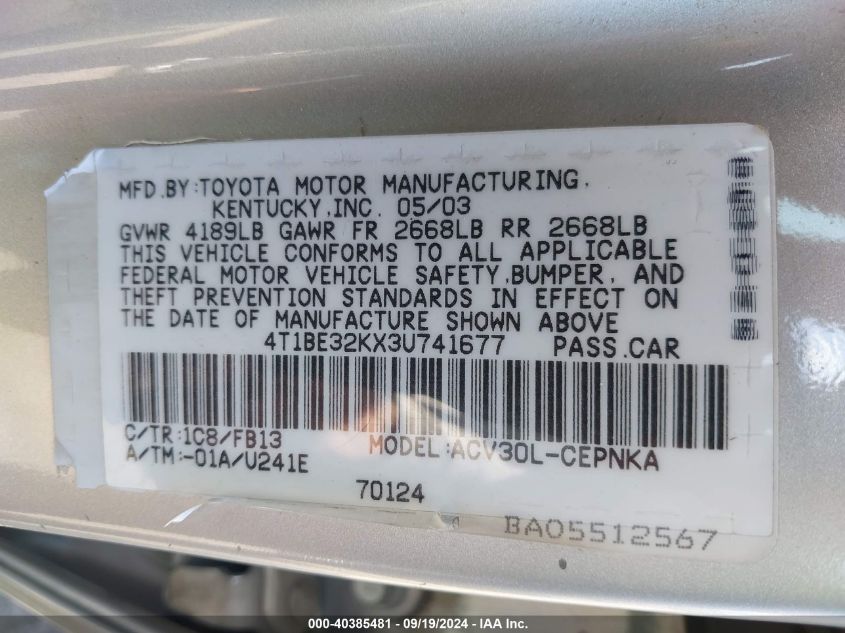 MFD.BY:TOYOTA MOTOR MANUFACTURING,
KENTUCKY,INC. 05/03
GVWR 4189LB GAWR FR 2668LB RR 2668LB
THIS VEHICLE CONFORMS TO ALL APPLICABLE
FEDERAL MOTOR VEHICLE SAFETY,BUMPER, AND
THEFT PREVENTION STANDARDS IN EFFECT ON
THE DATE OF MANUFACTURE SHOWN ABOVE
4T1BE32KX3U741677 PASS.CAR
C/TR:1C8/FB13 MODEL:ACV30L-CEPNKA
A/TM:-01A/U241E
70124
BA05512567
000-40385481 - 09/19/2024 - IAA, Inc.